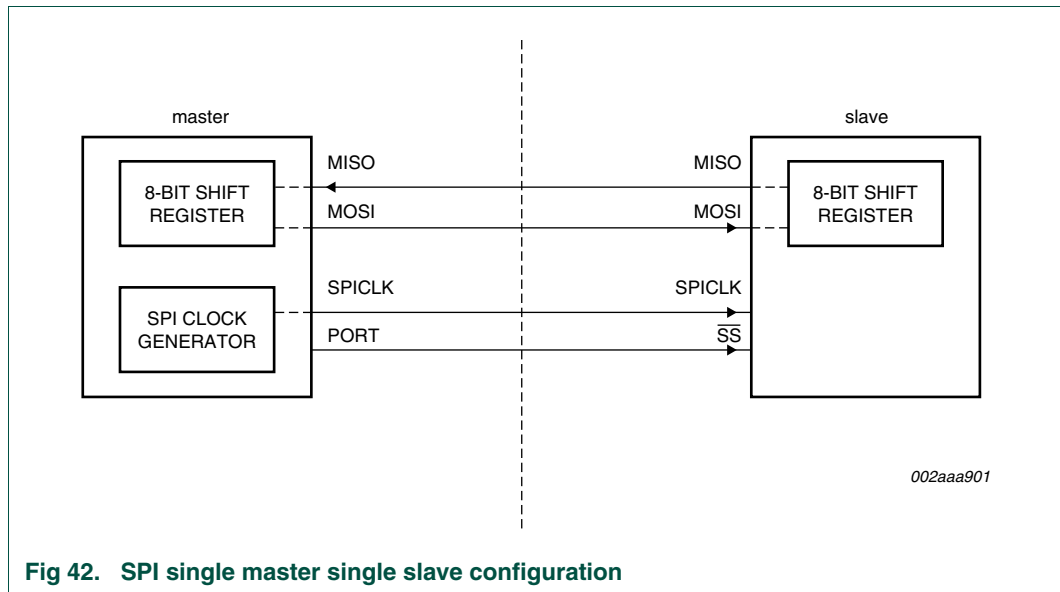 master
slave
8-BIT SHIFT
REGISTER
MISO
MISO
MOSI
MOSI
8-BIT SHIFT
REGISTER
SPI CLOCK
GENERATOR
SPICLK
SPICLK
PORT
S̅S̅
002aaa901
Fig 42. SPI single master single slave configuration